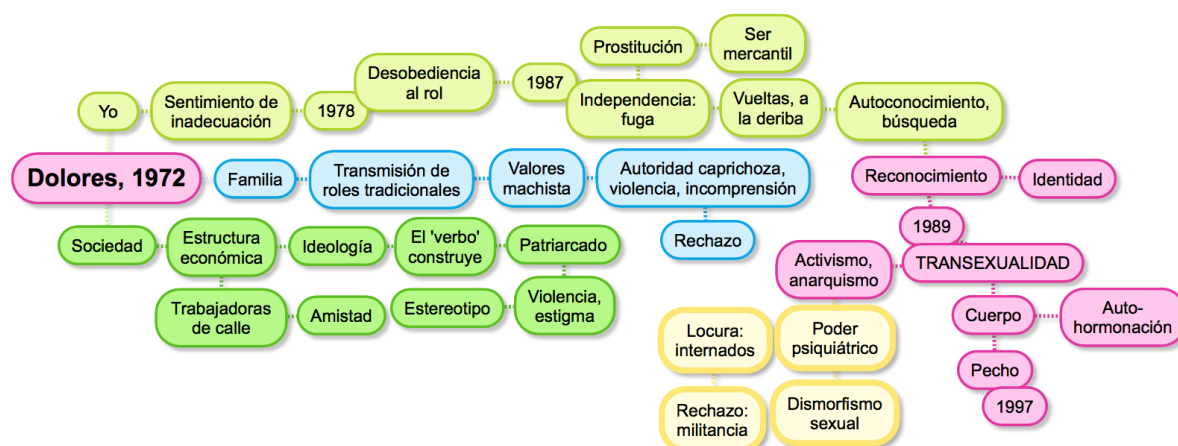 Prostitución
Ser
mercantil
Desobediencia
al rol
1987
Yo
Sentimiento de
inadecuación
1978
Independencia:
fuga
Vueltas, a
la deriba
Autoconocimiento,
búsqueda
Dolores, 1972
Familia
Transmisión de
roles tradicionales
Valores
machista
Autoridad caprichoza,
violencia, incomprensión
Rechazo
Reconocimiento
Identidad
1989
TRANSEXUALIDAD
Activismo,
anarquismo
Sociedad
Estructura
económica
Ideología
El 'verbo'
construye
Patriarcado
Trabajadoras
de calle
Amistad
Estereotipo
Violencia,
estigma
Locura:
internados
Poder
psiquiátrico
Rechazo:
militancia
Dismorfismo
sexual
Cuerpo
Auto-
hormonación
Pecho
1997